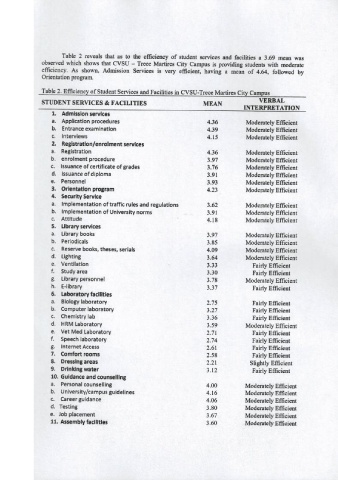 Table 2 reveals that as to the efficiency of student services and facilities a 3.69 mean was
observed which shows that CVSU – Trece Martires City Campus is providing students with moderate
efficiency. As shown, Admission Services is very efficient, having a mean of 4.64, followed by
Orientation program.
Table 2. Efficiency of Student Services and Facilities in CVSU-Trece Martires City Campus
STUDENT SERVICES & FACILITIES MEAN VERBAL INTERPRETATION
1. Admission services
a. Application procedures 4.36 Moderately Efficient
b. Entrance examination 4.39 Moderately Efficient
c. Interviews 4.15 Moderately Efficient
2. Registration/enrolment services
a. Registration 4.36 Moderately Efficient
b. enrolment procedure 3.97 Moderately Efficient
c. Issuance of certificate of grades 3.76 Moderately Efficient
d. Issuance of diploma 3.91 Moderately Efficient
e. Personnel 3.93 Moderately Efficient
3. Orientation program 4.23 Moderately Efficient
4. Security Service
a. Implementation of traffic rules and regulations 3.62 Moderately Efficient
b. Implementation of University norms 3.91 Moderately Efficient
c. Attitude 4.18 Moderately Efficient
5. Library services
a. Library books 3.97 Moderately Efficient
b. Periodicals 3.85 Moderately Efficient
c. Reserve books, theses, serials 4.09 Moderately Efficient
d. Lighting 3.64 Moderately Efficient
e. Ventilation 3.33 Fairly Efficient
f. Study area 3.30 Fairly Efficient
g. Library personnel 3.78 Moderately Efficient
h. E-library 3.37 Fairly Efficient
6. Laboratory facilities
a. Biology laboratory 2.75 Fairly Efficient
b. Computer laboratory 3.27 Fairly Efficient
c. Chemistry lab 3.36 Fairly Efficient
d. HRM Laboratory 3.59 Moderately Efficient
e. Vet Med Laboratory 2.71 Fairly Efficient
f. Speech laboratory 2.74 Fairly Efficient
g. Internet Access 2.61 Fairly Efficient
7. Comfort rooms 2.58 Fairly Efficient
8. Dressing areas 2.21 Slightly Efficient
9. Drinking water 3.12 Fairly Efficient
10. Guidance and counselling
a. Personal counselling 4.00 Moderately Efficient
b. University/campus guidelines 4.16 Moderately Efficient
c. Career guidance 4.06 Moderately Efficient
d. Testing 3.80 Moderately Efficient
e. Job placement 3.67 Moderately Efficient
11. Assembly facilities 3.60 Moderately Efficient